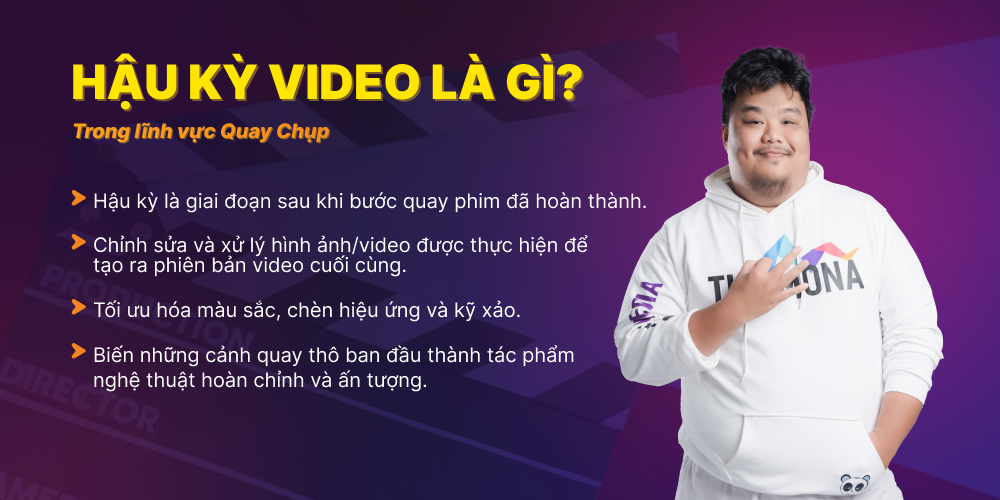 HẬU KỲ VIDEO LÀ GÌ?
Trong lĩnh vực Quay Chụp
Hậu kỳ là giai đoạn sau khi bước quay phim đã hoàn thành.
Chỉnh sửa và xử lý hình ảnh/video được thực hiện để
tạo ra phiên bản video cuối cùng.
Tối ưu hóa màu sắc, chèn hiệu ứng và kỹ xảo.
Biến những cảnh quay thô ban đầu thành tác phẩm
nghệ thuật hoàn chỉnh và ấn tượng.
PRODUCTION
DIRECTOR